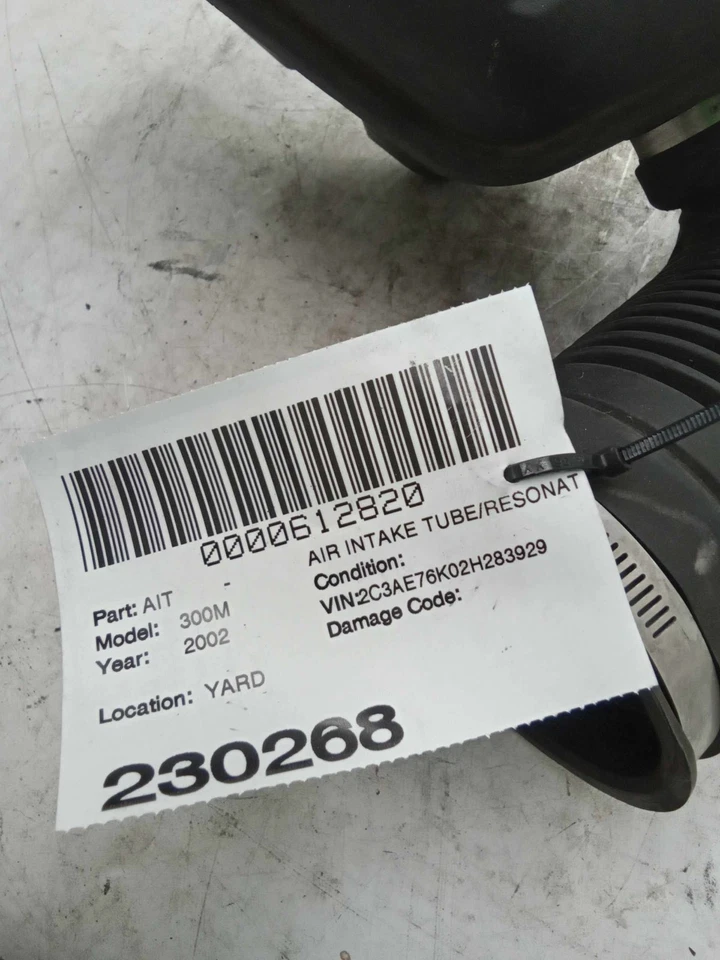 0000612820
AIR INTAKE TUBE/RESONAT
Part: AIT -
Condition:
Model: 300M
VIN:2C3AE76K02H283929
Year: 2002
Damage Code:
Location: YARD
230268